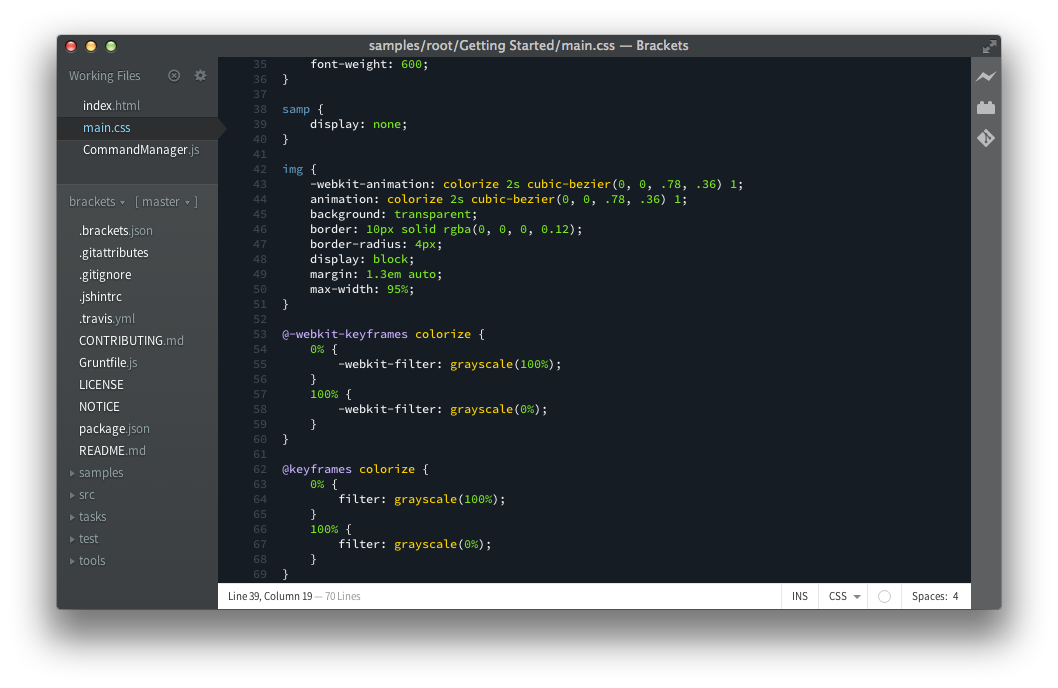 samples/root/Getting Started/main.css — Brackets
Working Files
index.html
main.css
CommandManager.js
brackets [ master ]
.brackets.json
.gitattributes
.gitignore
.jshintrc
.travis.yml
CONTRIBUTING.md
Gruntfile.js
LICENSE
NOTICE
package.json
README.md
samples
src
tasks
test
tools
35     font-weight: 600;
36 }
37
38 samp {
39     display: none;
40 }
41
42 img {
43     -webkit-animation: colorize 2s cubic-bezier(0, 0, .78, .36) 1;
44     animation: colorize 2s cubic-bezier(0, 0, .78, .36) 1;
45     background: transparent;
46     border: 10px solid rgba(0, 0, 0, 0.12);
47     border-radius: 4px;
48     display: block;
49     margin: 1.3em auto;
50     max-width: 95%;
51 }
52
53 @-webkit-keyframes colorize {
54     0% {
55         -webkit-filter: grayscale(100%);
56     }
57     100% {
58         -webkit-filter: grayscale(0%);
59     }
60 }
61
62 @keyframes colorize {
63     0% {
64         filter: grayscale(100%);
65     }
66     100% {
67         filter: grayscale(0%);
68     }
69 }
Line 39, Column 19 — 70 Lines
INS
CSS
Spaces: 4